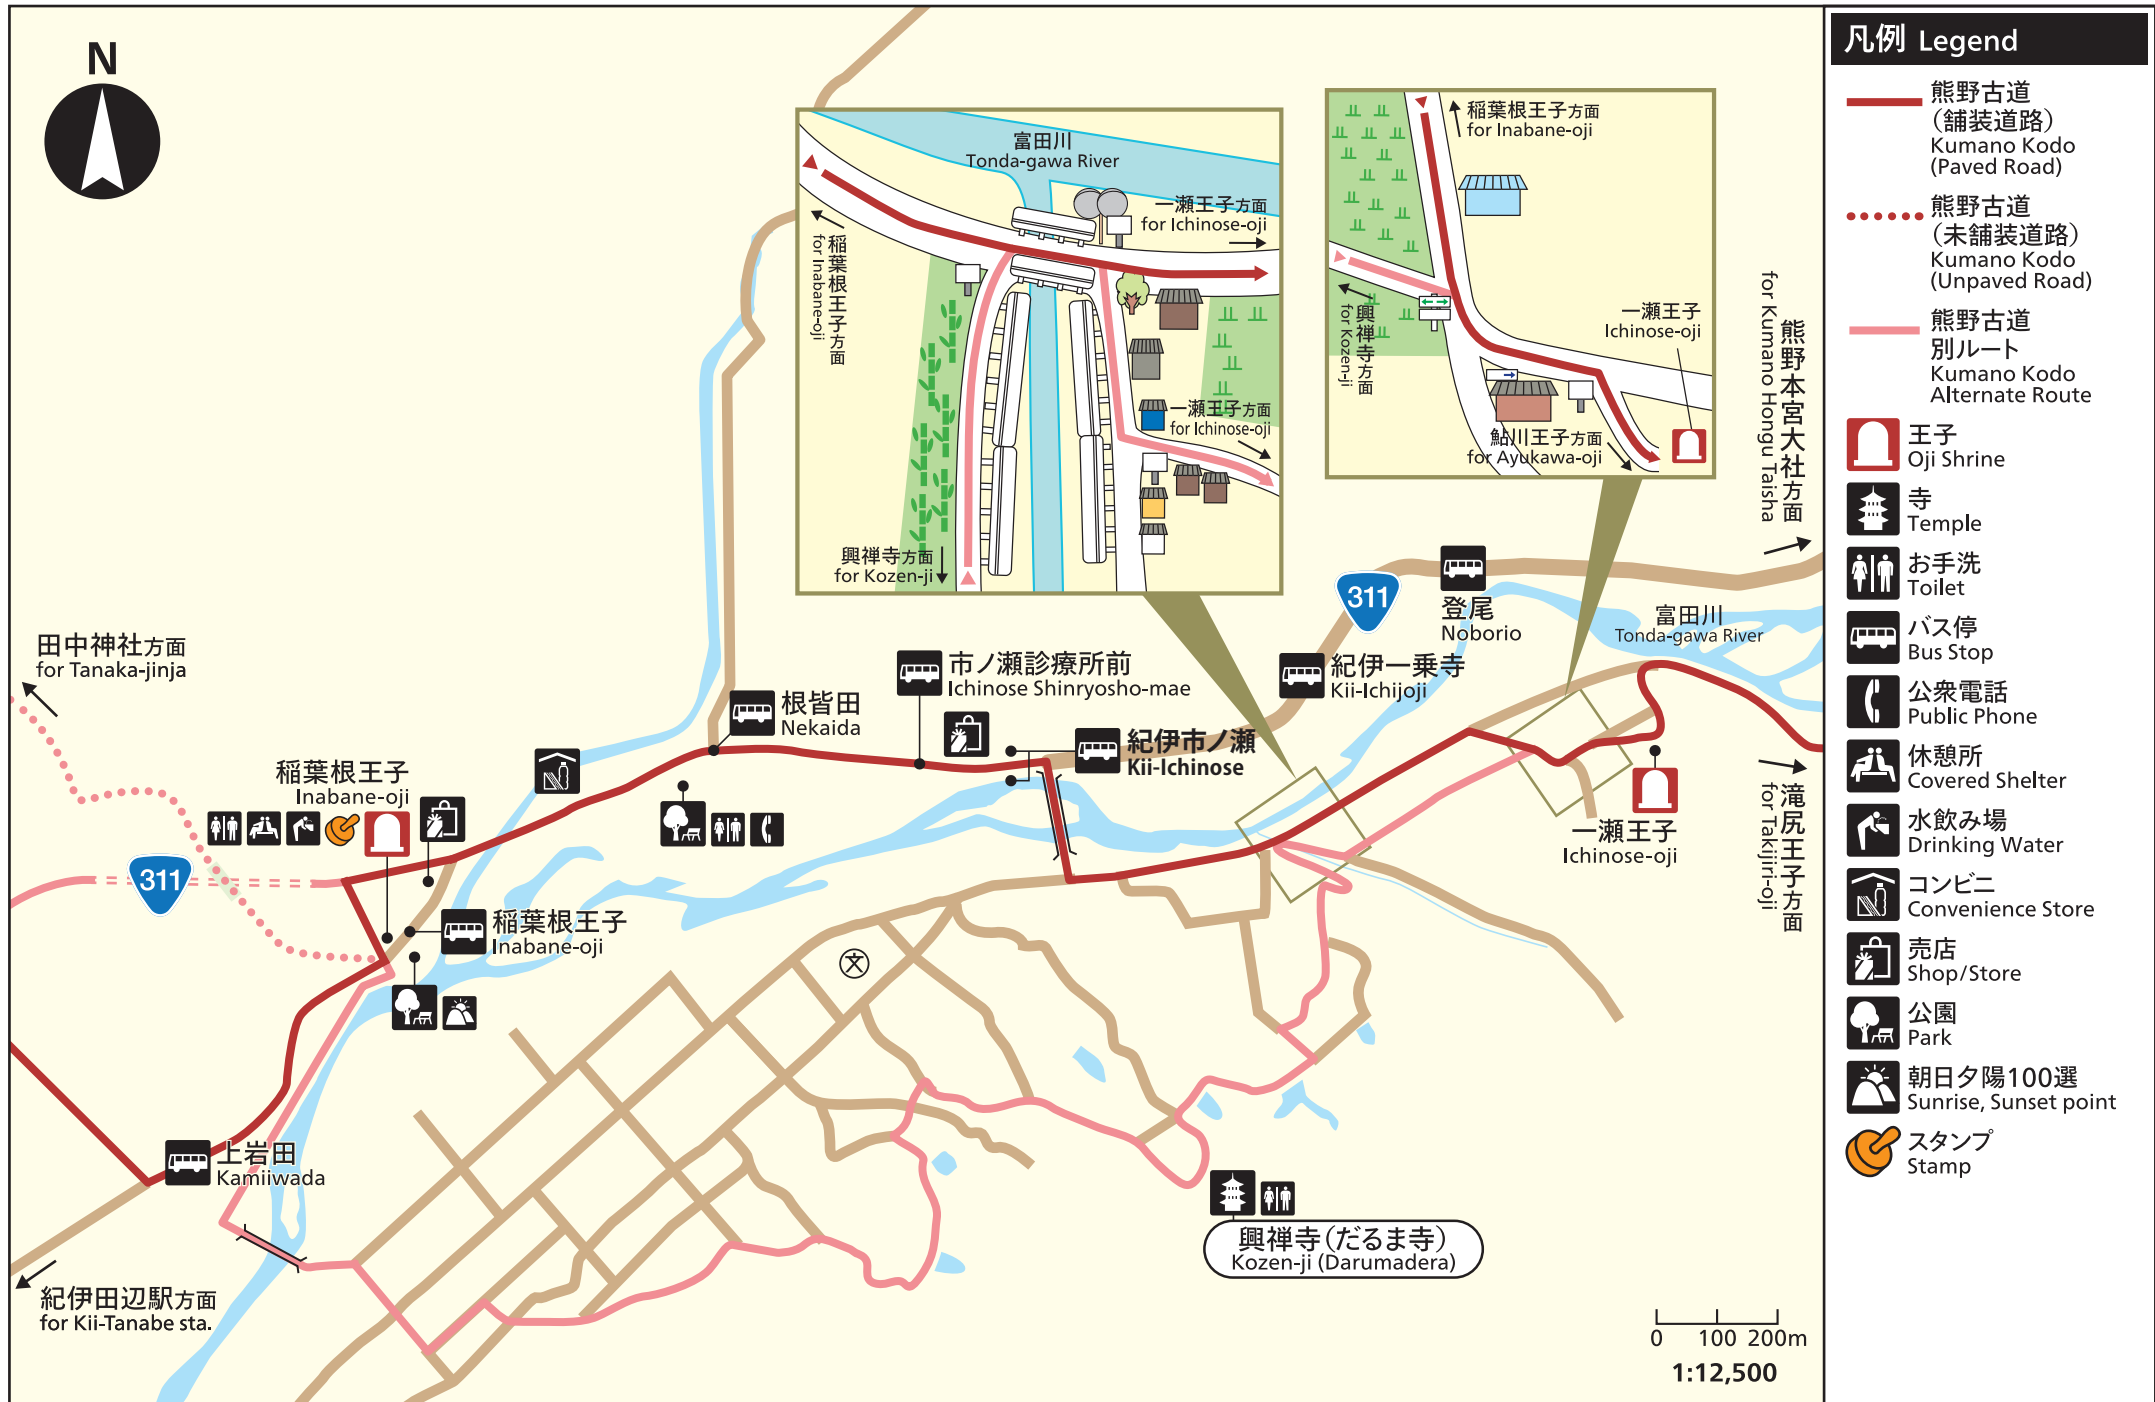 N
富田川
Tonda-gawa River
一瀬王子方面
for Ichinose-oji
稲葉根王子方面
for Inabane-oji
一瀬王子方面
for Ichinose-oji
興禅寺方面
for Kozen-ji
稲葉根王子方面
for Inabane-oji
興禅寺方面
for Kozen-ji
一瀬王子
Ichinose-oji
鮎川王子方面
for Ayukawa-oji
熊野本宮大社方面
for Kumano Hongu Taisha
311
登尾
Noborio
富田川
Tonda-gawa River
田中神社方面
for Tanaka-jinja
市ノ瀬診療所前
Ichinose Shinryosho-mae
紀伊一乗寺
Kii-Ichijoji
根皆田
Nekaida
紀伊市ノ瀬
Kii-Ichinose
稲葉根王子
Inabane-oji
一瀬王子
Ichinose-oji
滝尻王子方面
for Takijiri-oji
311
稲葉根王子
Inabane-oji
文
上岩田
Kamiiwada
興禅寺(だるま寺)
Kozen-ji (Darumadera)
紀伊田辺駅方面
for Kii-Tanabe sta.
0 100 200m
1:12,500
凡例 Legend
熊野古道
(舗装道路)
Kumano Kodo
(Paved Road)
熊野古道
(未舗装道路)
Kumano Kodo
(Unpaved Road)
熊野古道
別ルート
Kumano Kodo
Alternate Route
王子
Oji Shrine
寺
Temple
お手洗
Toilet
バス停
Bus Stop
公衆電話
Public Phone
休憩所
Covered Shelter
水飲み場
Drinking Water
コンビニ
Convenience Store
売店
Shop/Store
公園
Park
朝日夕陽100選
Sunrise, Sunset point
スタンプ
Stamp